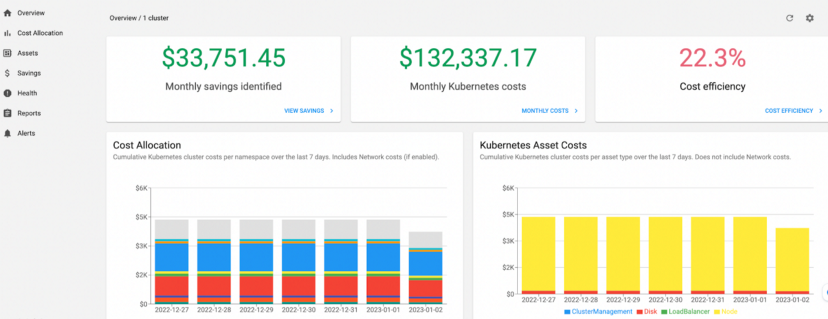 Overview
Cost Allocation
Assets
Savings
Health
Reports
Alerts
Overview / 1 cluster
$33,751.45
Monthly savings identified
VIEW SAVINGS
$132,337.17
Monthly Kubernetes costs
MONTHLY COSTS
22.3%
Cost efficiency
COST EFFICIENCY
Cost Allocation
Cumulative Kubernetes cluster costs per namespace over the last 7 days. Includes Network costs (if enabled).
$6K
$5K
$3K
$2K
$0
2022-12-27 2022-12-28 2022-12-29 2022-12-30 2022-12-31 2023-01-01 2023-01-02
Kubernetes Asset Costs
Cumulative Kubernetes cluster costs per asset type over the last 7 days. Does not include Network costs.
$6K
$5K
$3K
$2K
$0
2022-12-27 2022-12-28 2022-12-29 2022-12-30 2022-12-31 2023-01-01 2023-01-02
ClusterManagement Disk LoadBalancer Node